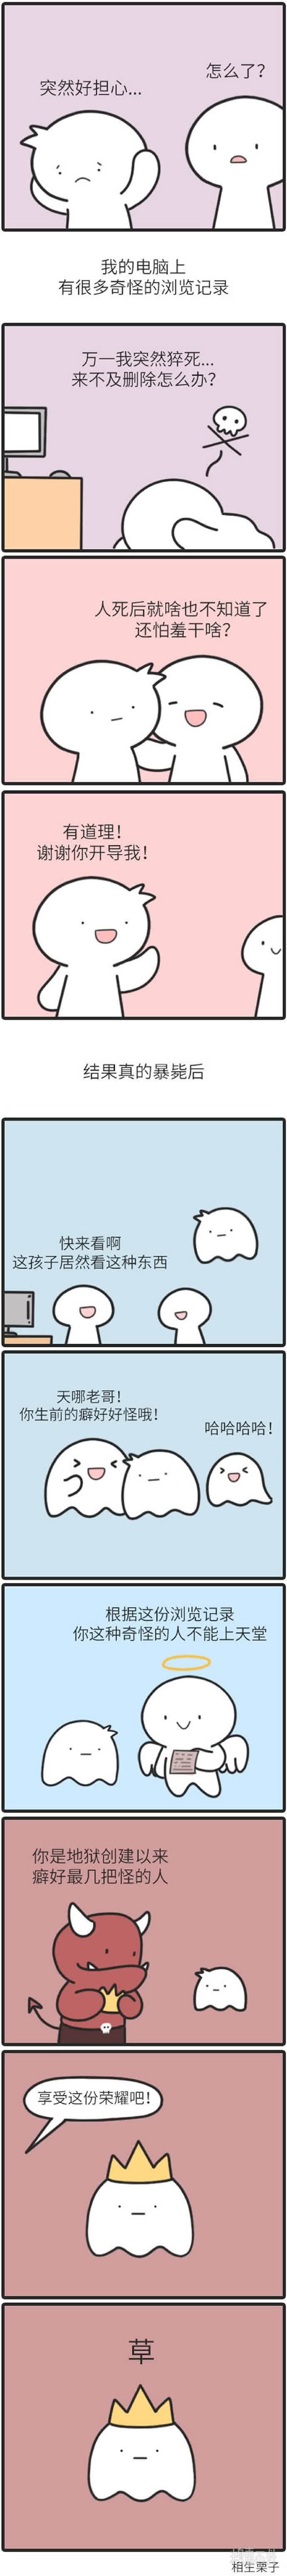 突然好担心...
怎么了？
我的电脑上
有很多奇怪的浏览记录
万一我突然猝死...
来不及删除怎么办？
人死后就啥也不知道了
还怕羞干啥？
有道理！
谢谢你开导我！
结果真的暴毙后
快来看啊
这孩子居然看这种东西
天哪老哥！
你生前的癖好好怪哦！
哈哈哈哈！
根据这份浏览记录
你这种奇怪的人不能上天堂
你是地狱创建以来
癖好最几把怪的人
享受这份荣耀吧！
草
相生栗子